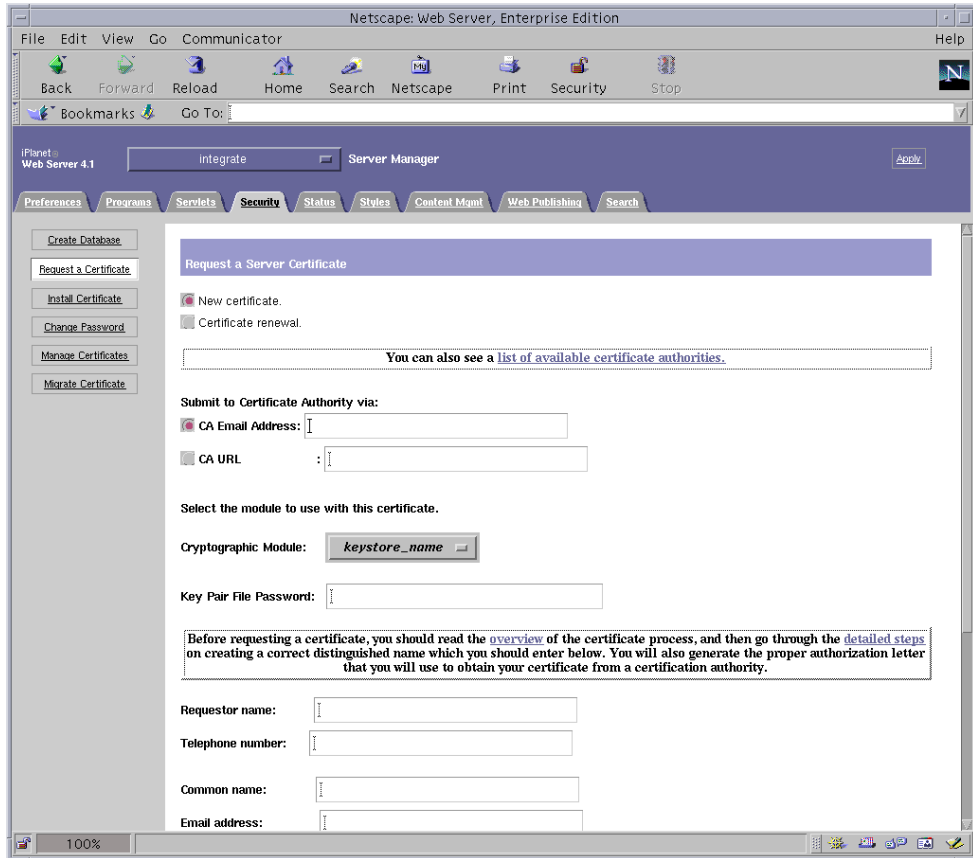 Netscape: Web Server, Enterprise Edition
File Edit View Go Communicator Help
Back Forward Reload Home Search Netscape Print Security Stop
My
N
Bookmarks Go To:
iPlanet
Web Server 4.1
integrate Server Manager Apply
Preferences Programs Servlets Security Status Styles Content Mgmt Web Publishing Search
Create Database
Request a Certificate
Install Certificate
Change Password
Manage Certificates
Migrate Certificate
Request a Server Certificate
New certificate.
Certificate renewal.
You can also see a list of available certificate authorities.
Submit to Certificate Authority via:
CA Email Address:
CA URL :
Select the module to use with this certificate.
Cryptographic Module: keystore_name
Key Pair File Password:
Before requesting a certificate, you should read the overview of the certificate process, and then go through the detailed steps
on creating a correct distinguished name which you should enter below. You will also generate the proper authorization letter
that you will use to obtain your certificate from a certification authority.
Requestor name:
Telephone number:
Common name:
Email address:
100%